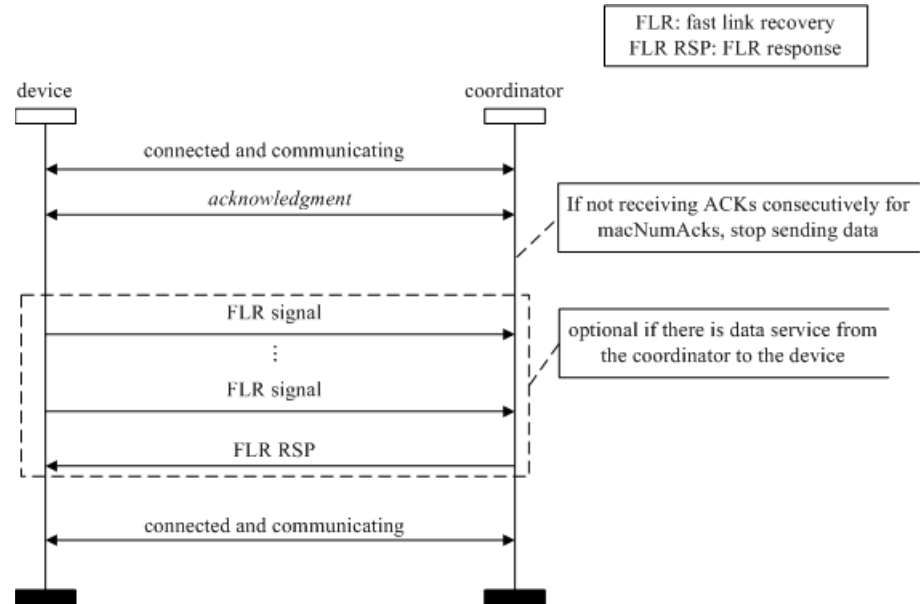 FLR: fast link recovery
FLR RSP: FLR response
device
coordinator
connected and communicating
acknowledgment
If not receiving ACKs consecutively for
macNumAcks, stop sending data
FLR signal
⋮
optional if there is data service from
the coordinator to the device
FLR signal
FLR RSP
connected and communicating